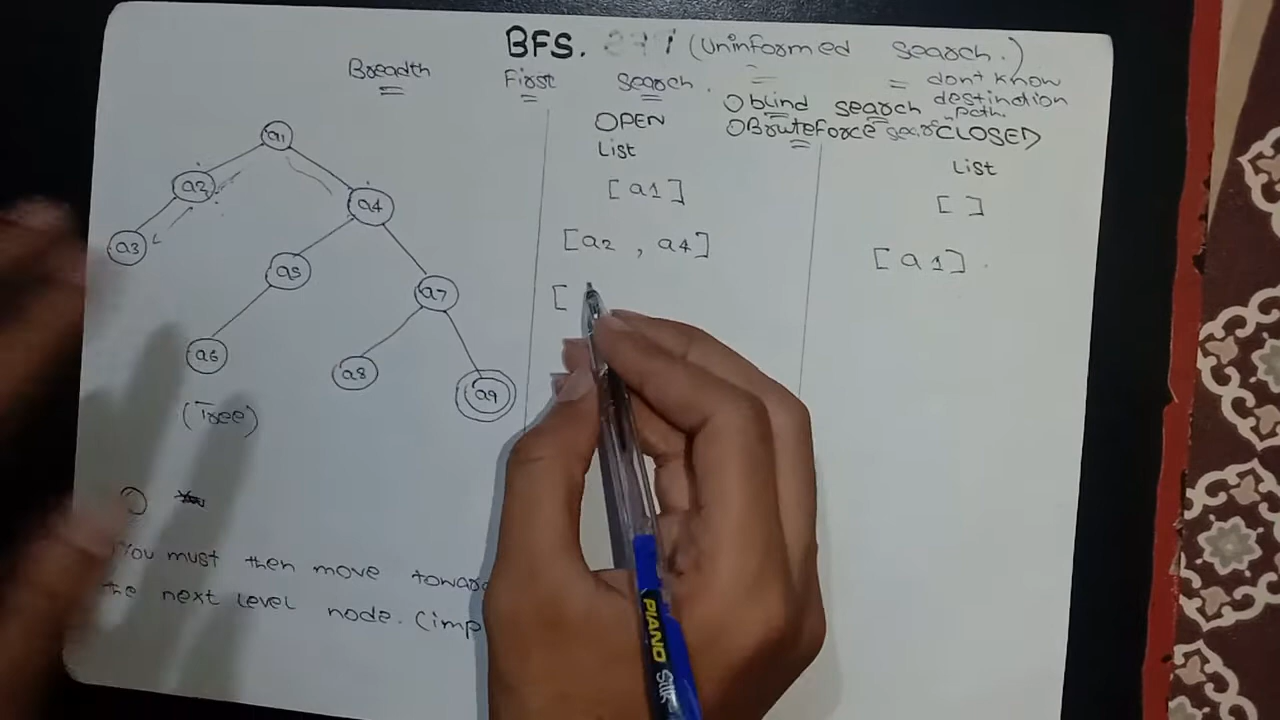 BFS. (Uninformed search.)
Breadth First Search.
= don't know
destination
path.
○ blind search
○ Bruteforce search
OPEN
List
[a1]
[a2 , a4]
[
CLOSED
List
[ ]
[a1]
a1
a2
a4
a3
a5
a7
a6
a8
a9
(Tree)
You must then move toward
the next level node. (imp
PIANO